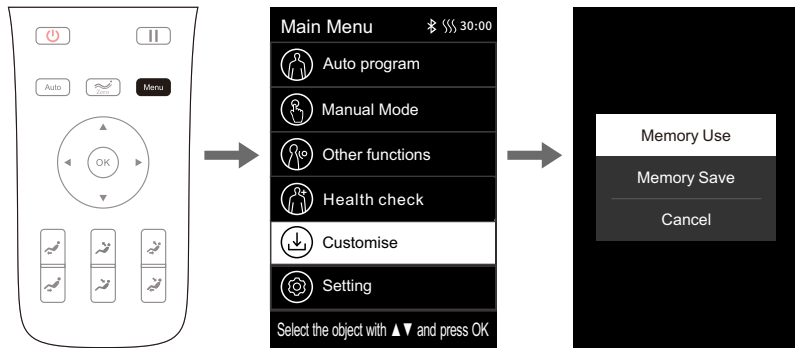 Auto
Zero
Menu
OK
Main Menu 30:00
Auto program
Manual Mode
Other functions
Health check
Customise
Setting
Select the object with ▲▼ and press OK
Memory Use
Memory Save
Cancel